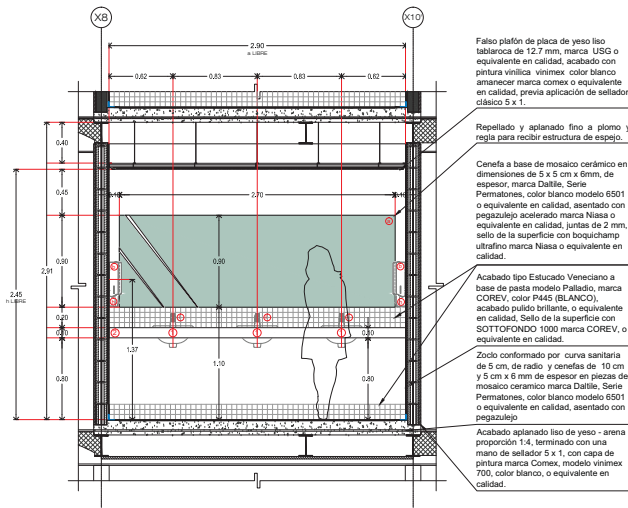 X8
X10'
2.90
a LIBRE
0.62
0.83
0.83
0.62
Falso plafón de placa de yeso liso
tablaroca de 12.7 mm, marca USG o
equivalente en calidad, acabado con
pintura vinílica vinimex color blanco
amanecer marca comex o equivalente
en calidad, previa aplicación de sellador
clásico 5 x 1.
Repellado y aplanado fino a plomo y
regla para recibir estructura de espejo.
Cenefa a base de mosaico cerámico en
dimensiones de 5 x 5 cm x 6mm, de
espesor, marca Daltile, Serie
Permatones, color blanco modelo 6501
o equivalente en calidad, asentado con
pegazulejo acelerado marca Niasa o
equivalente en calidad, juntas de 2 mm,
sello de la superficie con boquichamp
ultrafino marca Niasa o equivalente en
calidad.
Acabado tipo Estucado Veneciano a
base de pasta modelo Palladio, marca
COREV, color P445 (BLANCO),
acabado pulido brillante, o equivalente
en calidad, Sello de la superficie con
SOTTOFONDO 1000 marca COREV, o
equivalente en calidad.
Zoclo conformado por curva sanitaria
de 5 cm, de radio y cenefas de 10 cm
y 5 cm x 6 mm de espesor en piezas de
mosaico ceramico marca Daltile, Serie
Permatones, color blanco modelo 6501
o equivalente en calidad, asentado con
pegazulejo
Acabado aplanado liso de yeso - arena
proporción 1:4, terminado con una
mano de sellador 5 x 1, con capa de
pintura marca Comex, modelo vinimex
700, color blanco, o equivalente en
calidad.
0.40
0.45
2.70
0.90
0.90
2.91
2.45
h LIBRE
1.37
1.10
0.80
0.80